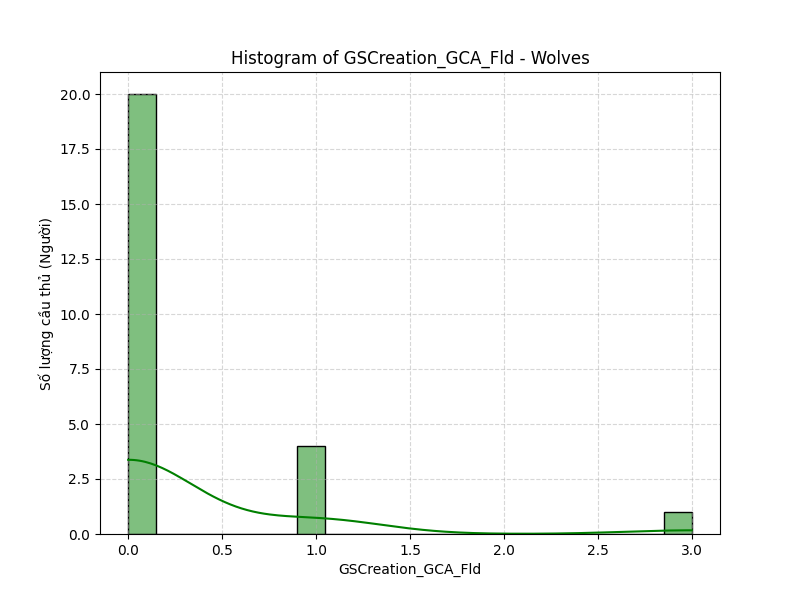 Histogram of GSCreation_GCA_Fld - Wolves
20.0
17.5
15.0
12.5
10.0
7.5
5.0
2.5
0.0
Số lượng cầu thủ (Người)
0.0 0.5 1.0 1.5 2.0 2.5 3.0
GSCreation_GCA_Fld